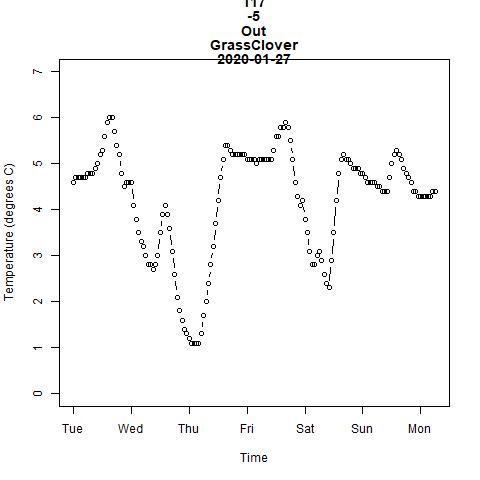 T17
-5
Out
GrassClover
2020-01-27
7
6
5
4
3
2
1
0
Temperature (degrees C)
Tue Wed Thu Fri Sat Sun Mon
Time